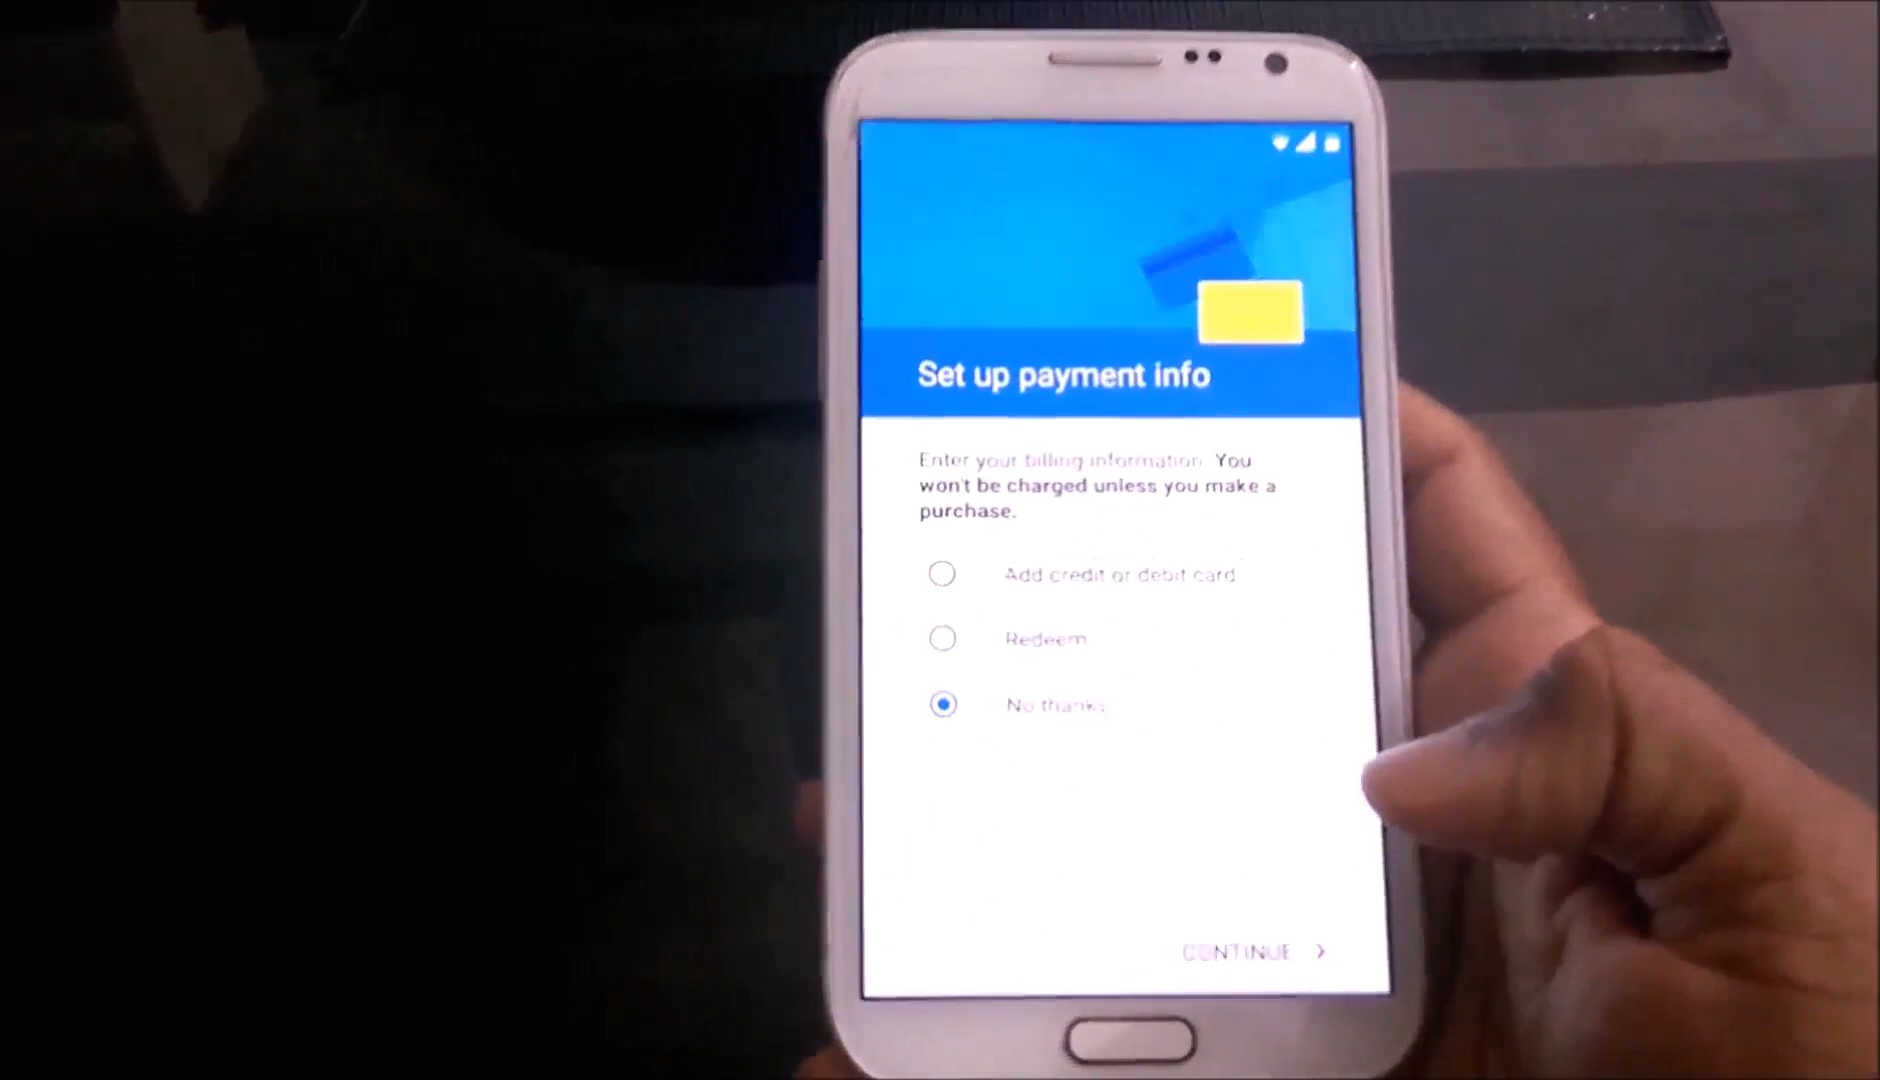 Set up payment info
Enter your billing information. You
won't be charged unless you make a
purchase.
Add credit or debit card
Redeem
No thanks
CONTINUE